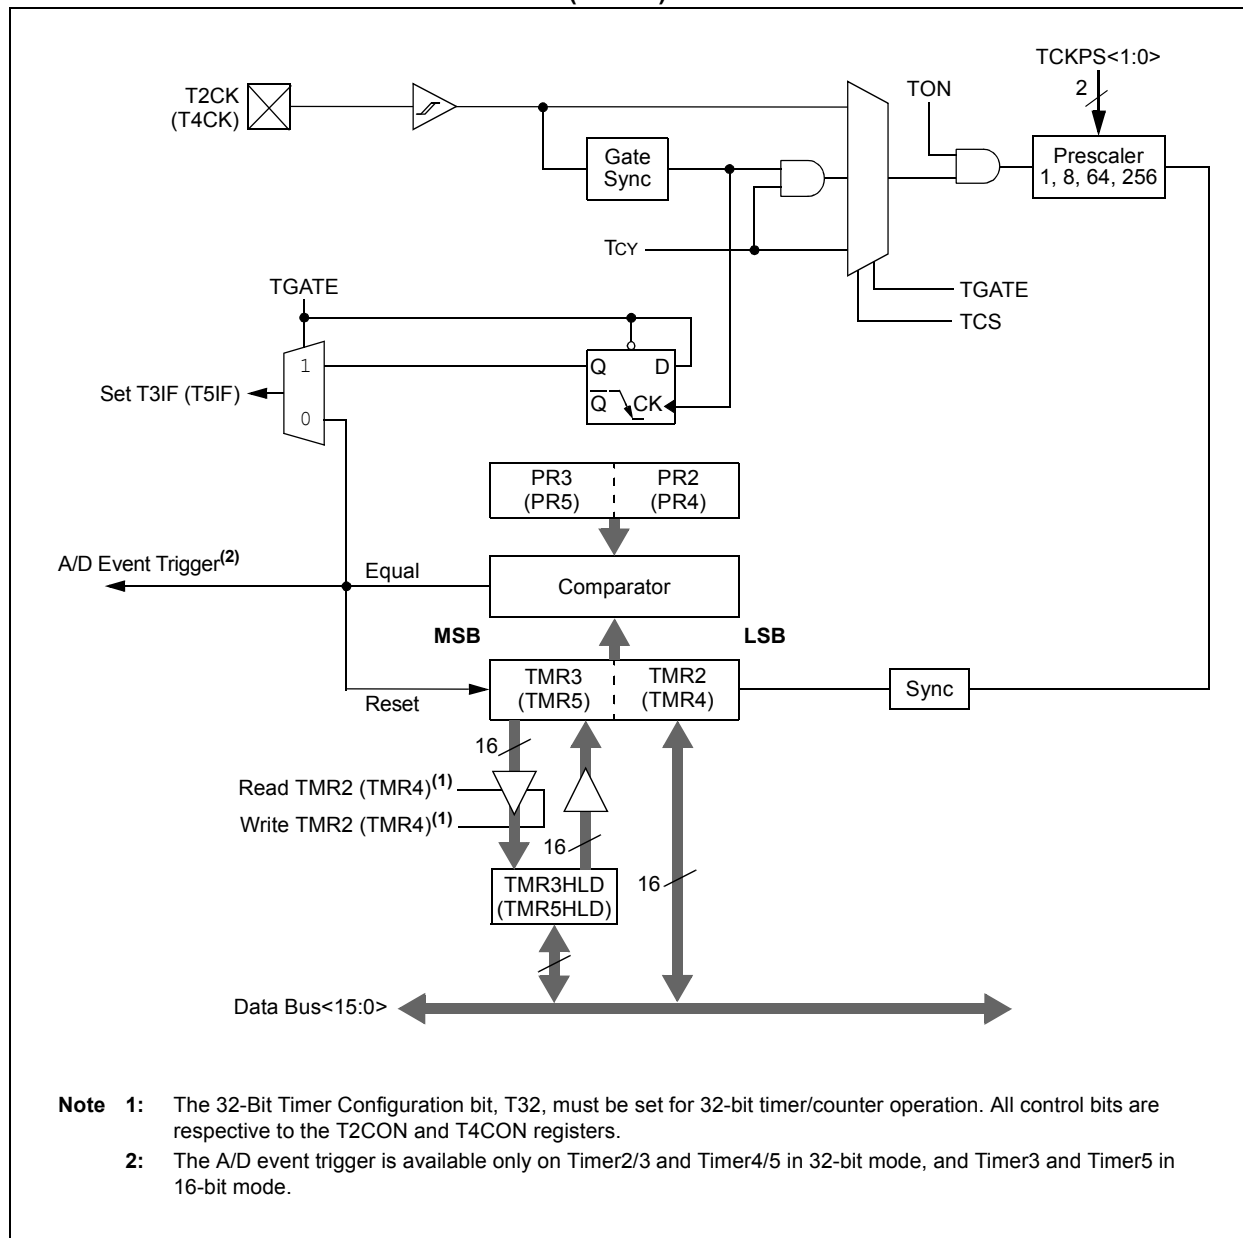 TCKPS<1:0>
2
T2CK
(T4CK)
TON
Gate
Sync
Prescaler
1, 8, 64, 256
TCY
TGATE
TCS
TGATE
1
0
Set T3IF (T5IF)
Q D
Q CK
PR3
(PR5)
PR2
(PR4)
A/D Event Trigger(2)
Equal
Comparator
MSB
LSB
TMR3
(TMR5)
TMR2
(TMR4)
Sync
Reset
16
Read TMR2 (TMR4)(1)
Write TMR2 (TMR4)(1)
16
TMR3HLD
(TMR5HLD)
16
Data Bus<15:0>
Note 1: The 32-Bit Timer Configuration bit, T32, must be set for 32-bit timer/counter operation. All control bits are
respective to the T2CON and T4CON registers.
2: The A/D event trigger is available only on Timer2/3 and Timer4/5 in 32-bit mode, and Timer3 and Timer5 in
16-bit mode.